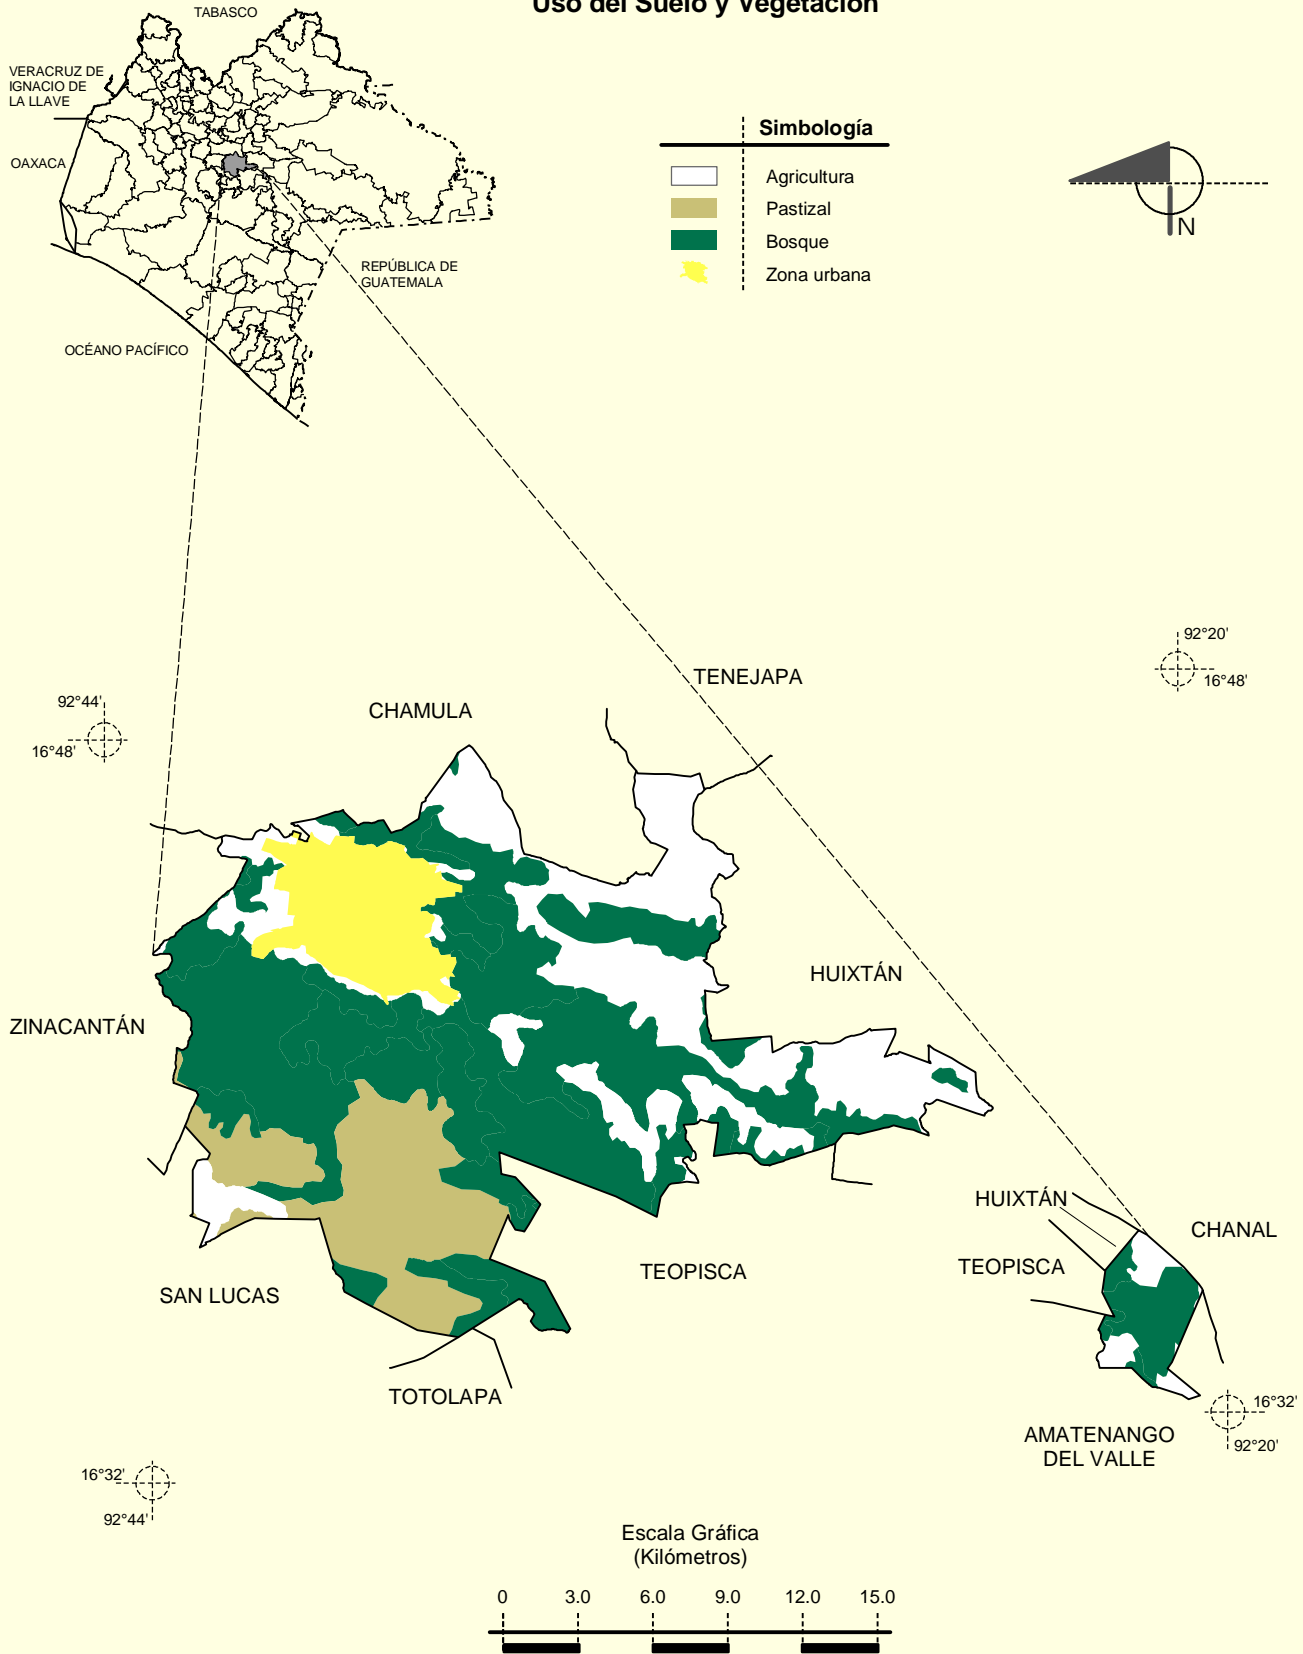 Uso del Suelo y Vegetación
TABASCO
VERACRUZ DE
IGNACIO DE
LA LLAVE
OAXACA
REPÚBLICA DE
GUATEMALA
OCÉANO PACÍFICO
Simbología
Agricultura
Pastizal
Bosque
Zona urbana
N
92°20'
16°48'
92°44'
16°48'
TENEJAPA
CHAMULA
HUIXTÁN
ZINACANTÁN
HUIXTÁN
CHANAL
TEOPISCA
TEOPISCA
SAN LUCAS
TOTOLAPA
16°32'
92°20'
AMATENANGO
DEL VALLE
16°32'
92°44'
Escala Gráfica
(Kilómetros)
0 3.0 6.0 9.0 12.0 15.0